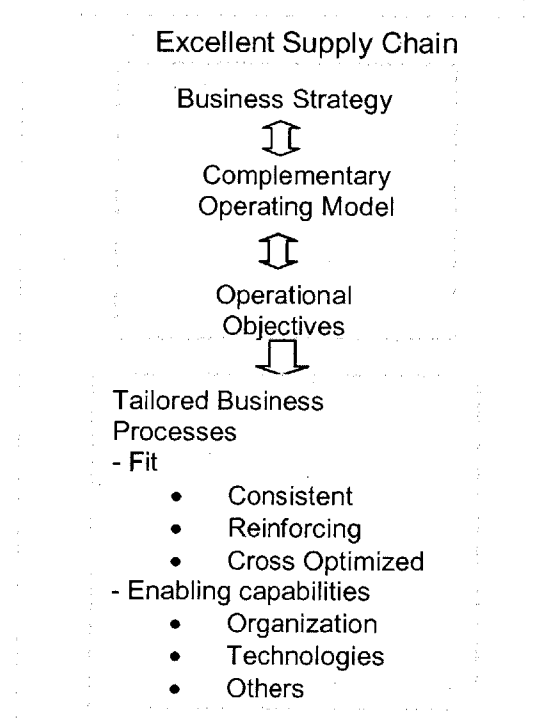 Excellent Supply Chain
Business Strategy
Complementary
Operating Model
Operational
Objectives
Tailored Business
Processes
- Fit
• Consistent
• Reinforcing
• Cross Optimized
- Enabling capabilities
• Organization
• Technologies
• Others